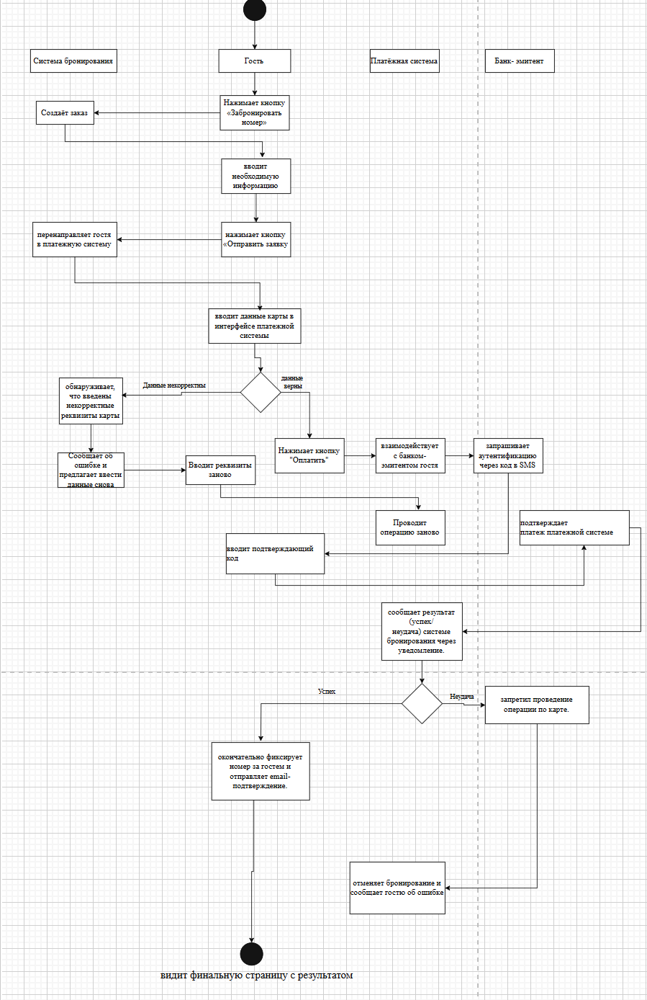 Система бронирования
Гость
Платёжная система
Банк- эмитент
Создаёт заказ
Нажимает кнопку
«Забронировать
номер»
вводит
необходимую
информацию
перенаправляет гостя
в платежную систему
нажимает кнопку
«Отправить заявку
вводит данные карты в
интерфейсе платежной
системы
Данные некорректны
данные
верны
обнаруживает,
что введены
некорректные
реквизиты карты
Нажимает кнопку
"Оплатить"
взаимодействует
с банком-
эмитентом гостя
запрашивает
аутентификацию
через код в SMS
Сообщает об
ошибке и
предлагает ввести
данные снова
Вводит реквизиты
заново
Проводит
операцию заново
подтверждает
платеж платежной системе
вводит подтверждающий
код
сообщает результат
(успех/
неудача) системе
бронирования через
уведомление.
Успех
Неудача
запретил проведение
операции по карте.
окончательно фиксирует
номер за гостем и
отправляет email-
подтверждение.
отменяет бронирование и
сообщает гостю об ошибке
видит финальную страницу с результатом